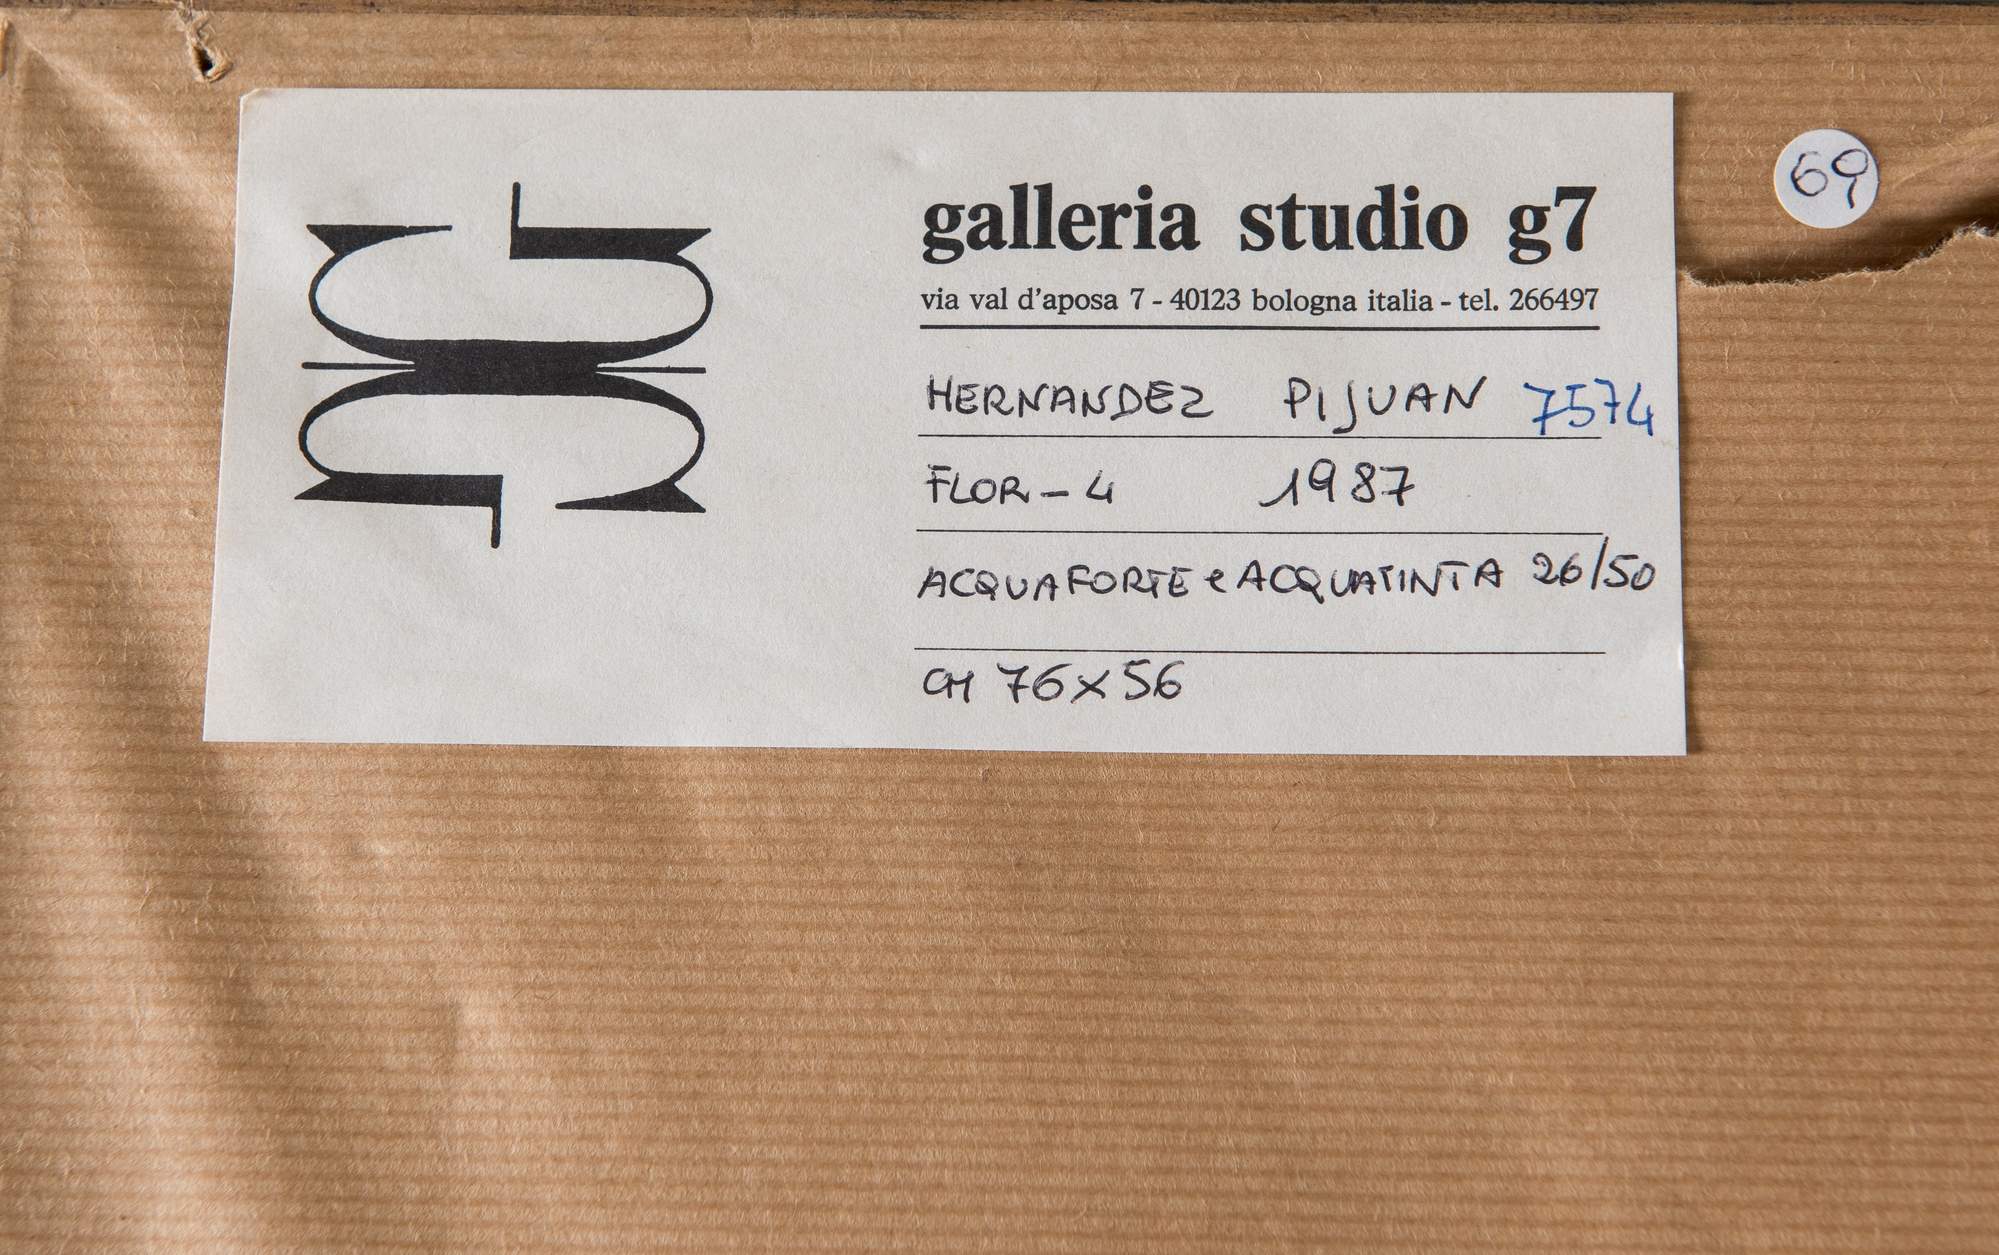 galleria studio g7
via val d'aposa 7 - 40123 bologna italia - tel. 266497
HERNANDEZ PIJUAN 7574
FLOR - 4 1987
ACQUAFORTE e ACQUATINTA 26/50
CM 76x56
69